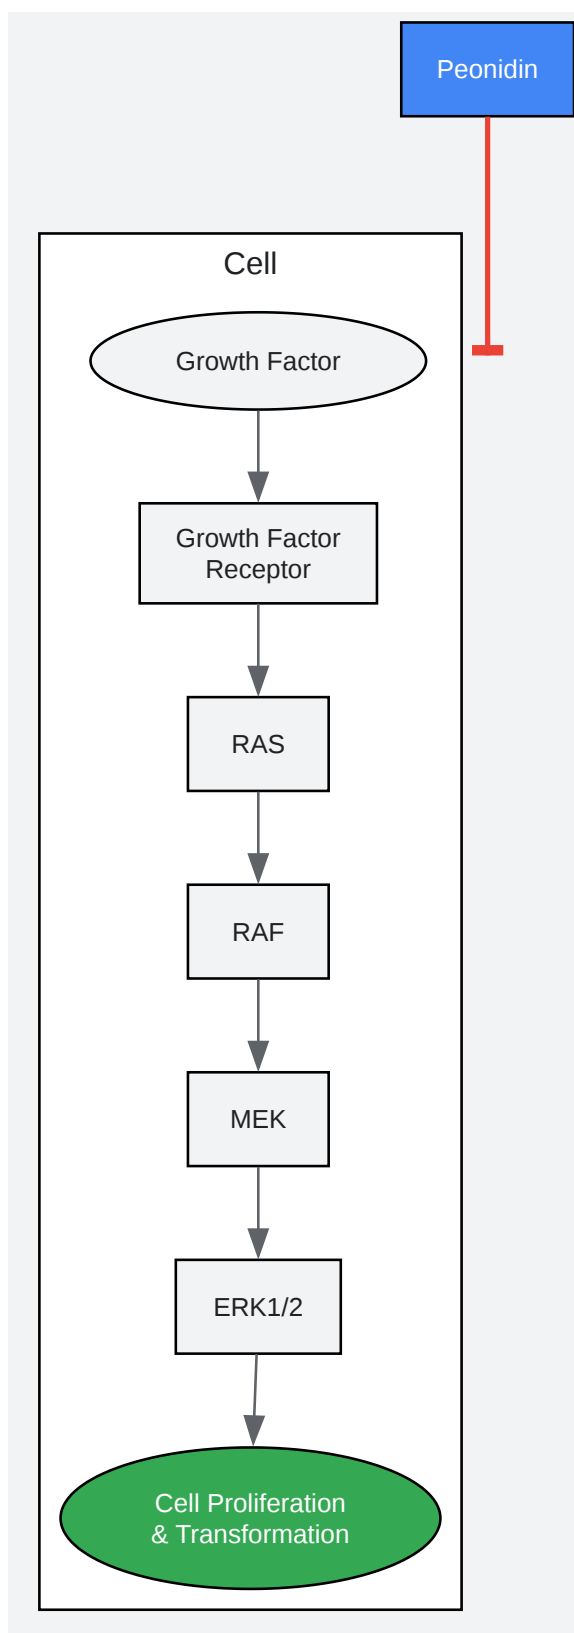 Peonidin
Cell
Growth Factor
Growth Factor
Receptor
RAS
RAF
MEK
ERK1/2
Cell Proliferation
& Transformation